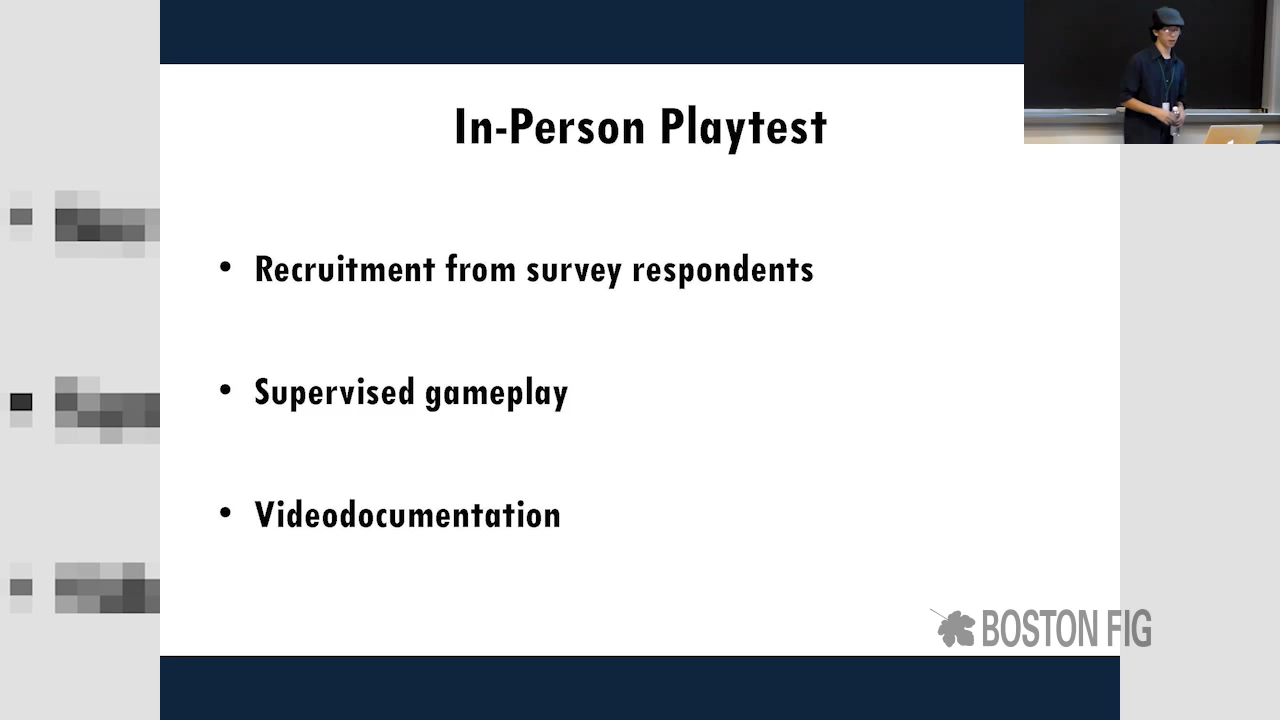 In-Person Playtest
• Recruitment from survey respondents
• Supervised gameplay
• Videodocumentation
BOSTON FIG